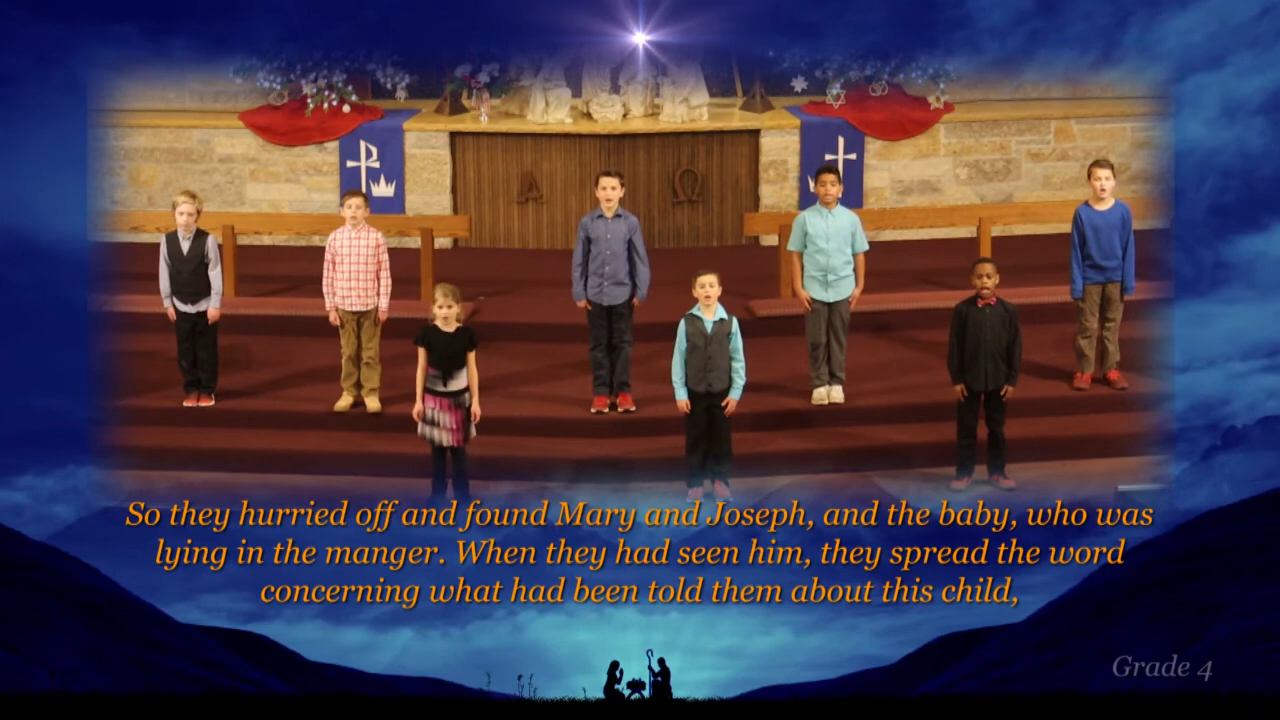 Α Ω
So they hurried off and found Mary and Joseph, and the baby, who was
lying in the manger. When they had seen him, they spread the word
concerning what had been told them about this child,
Grade 4